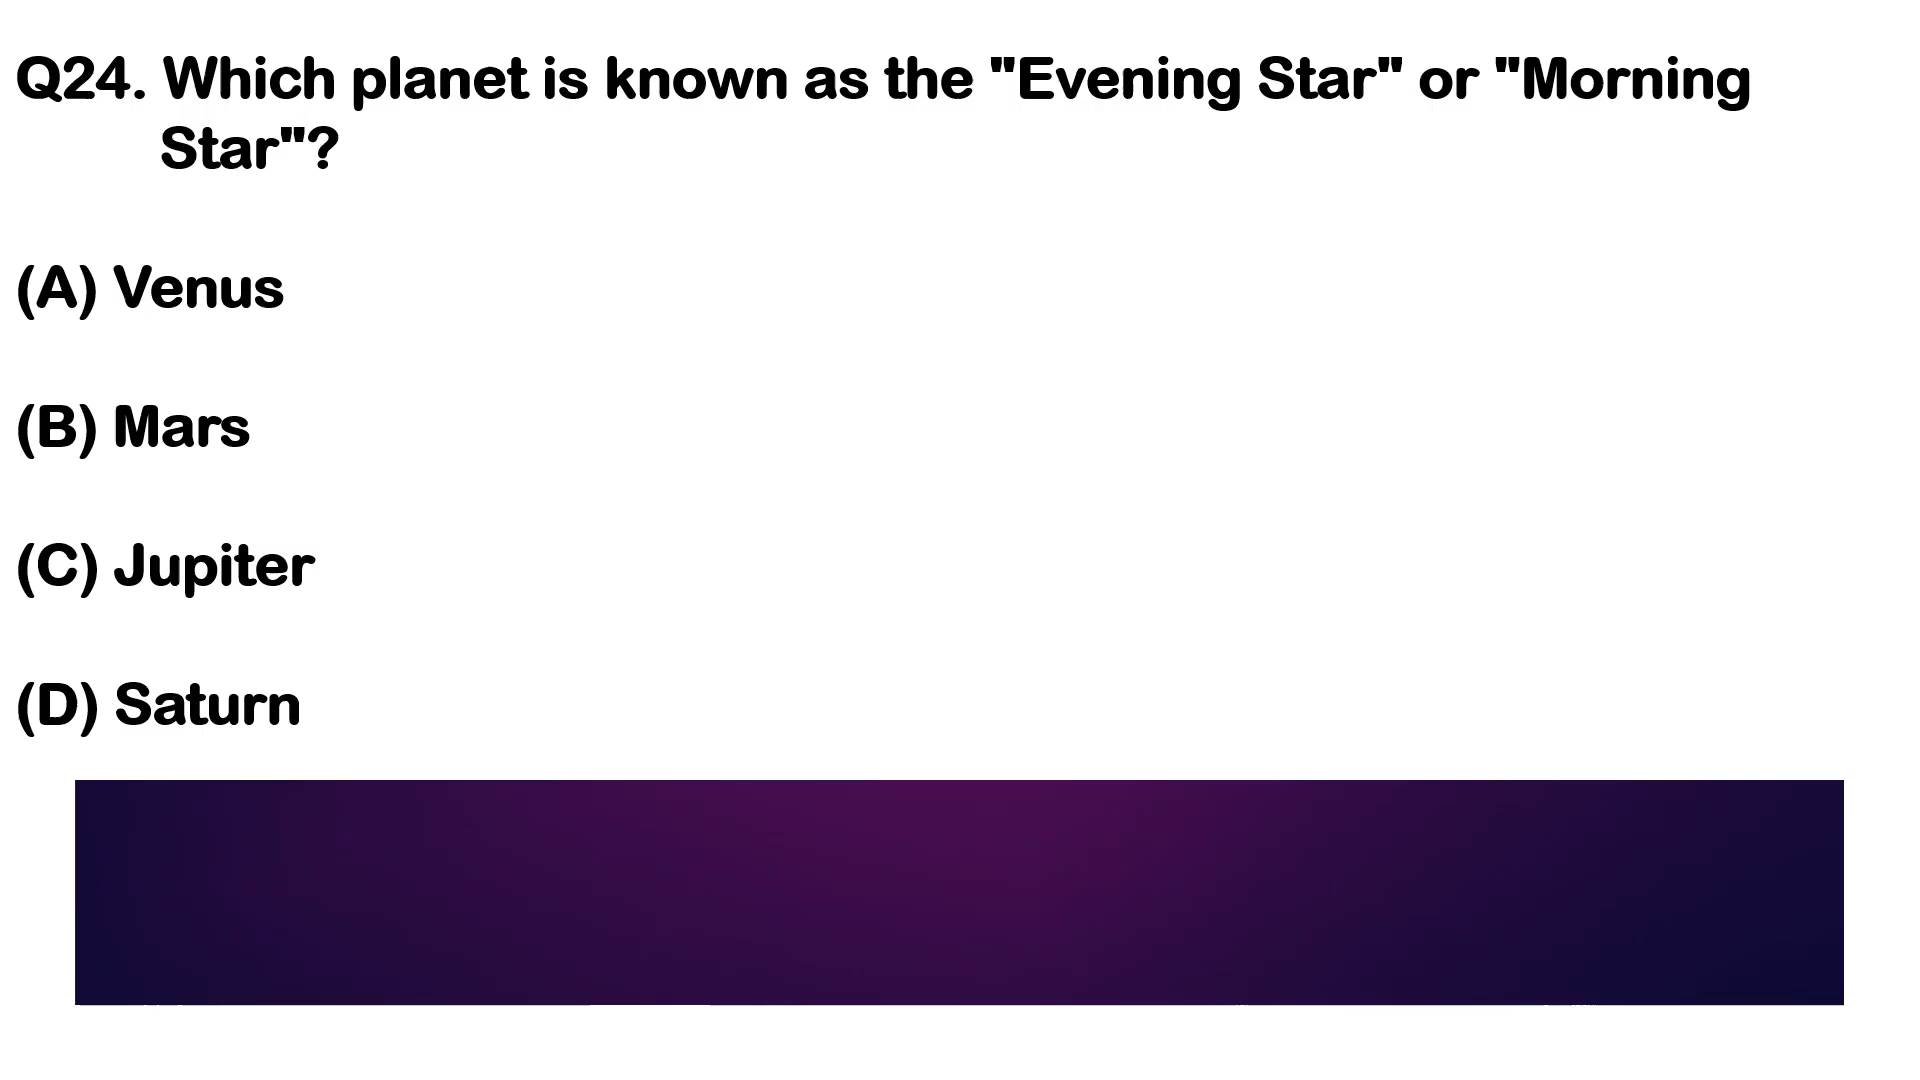 Q24. Which planet is known as the "Evening Star" or "Morning
Star"?
(A) Venus
(B) Mars
(C) Jupiter
(D) Saturn